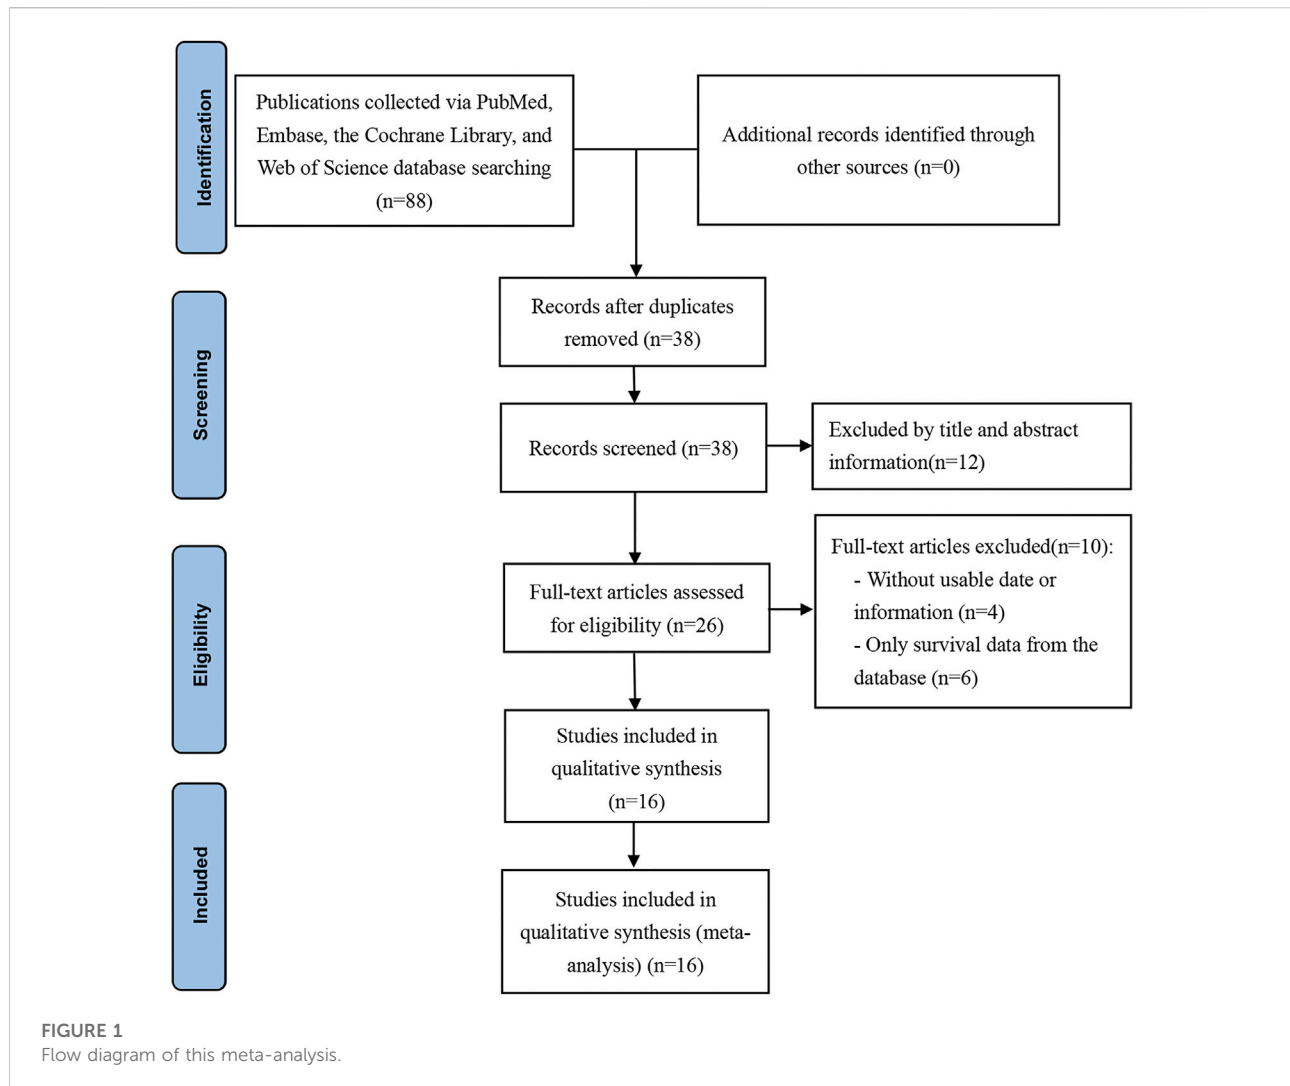 Identification
Publications collected via PubMed,
Embase, the Cochrane Library, and
Web of Science database searching
(n=88)
Additional records identified through
other sources (n=0)
Screening
Records after duplicates
removed (n=38)
Records screened (n=38)
Excluded by title and abstract
information(n=12)
Eligibility
Full-text articles assessed
for eligibility (n=26)
Full-text articles excluded(n=10):
- Without usable date or
information (n=4)
- Only survival data from the
database (n=6)
Studies included in
qualitative synthesis
(n=16)
Included
Studies included in
qualitative synthesis (meta-
analysis) (n=16)
FIGURE 1
Flow diagram of this meta-analysis.